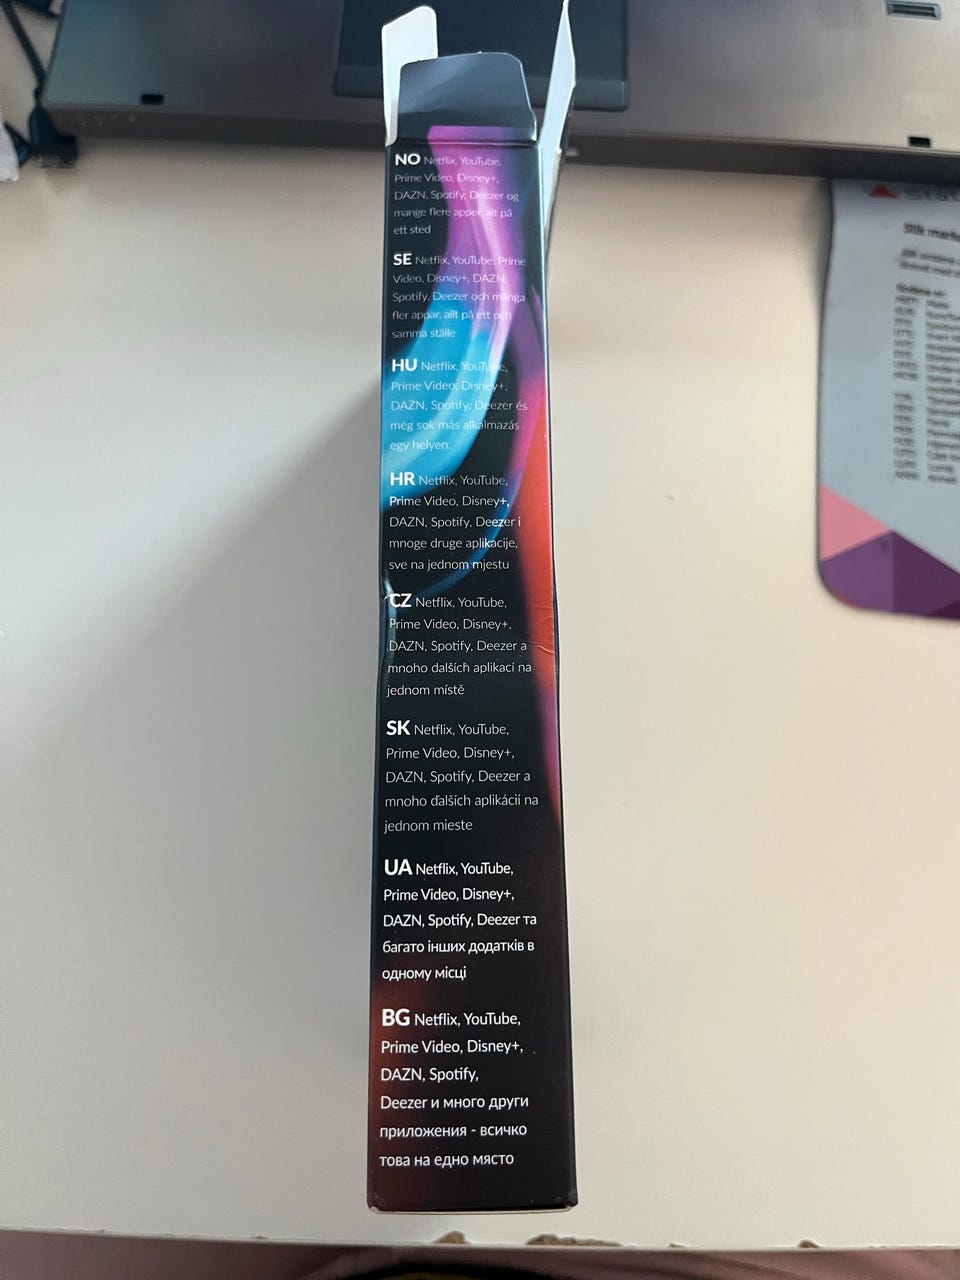 NO Netflix, YouTube,
Prime Video, Disney+,
DAZN, Spotify, Deezer og
mange flere apper, alt på
ett sted
SE Netflix, YouTube, Prime
Video, Disney+, DAZN,
Spotify, Deezer och många
fler appar, allt på ett och
samma ställe
HU Netflix, YouTube,
Prime Video, Disney+,
DAZN, Spotify, Deezer és
még sok más alkalmazás
egy helyen.
HR Netflix, YouTube,
Prime Video, Disney+,
DAZN, Spotify, Deezer i
mnoge druge aplikacije,
sve na jednom mjestu
CZ Netflix, YouTube,
Prime Video, Disney+,
DAZN, Spotify, Deezer a
mnoho dalších aplikací na
jednom místě
SK Netflix, YouTube,
Prime Video, Disney+,
DAZN, Spotify, Deezer a
mnoho ďalších aplikácií na
jednom mieste
UA Netflix, YouTube,
Prime Video, Disney+,
DAZN, Spotify, Deezer та
багато інших додатків в
одному місці
BG Netflix, YouTube,
Prime Video, Disney+,
DAZN, Spotify,
Deezer и много други
приложения - всичко
това на едно място